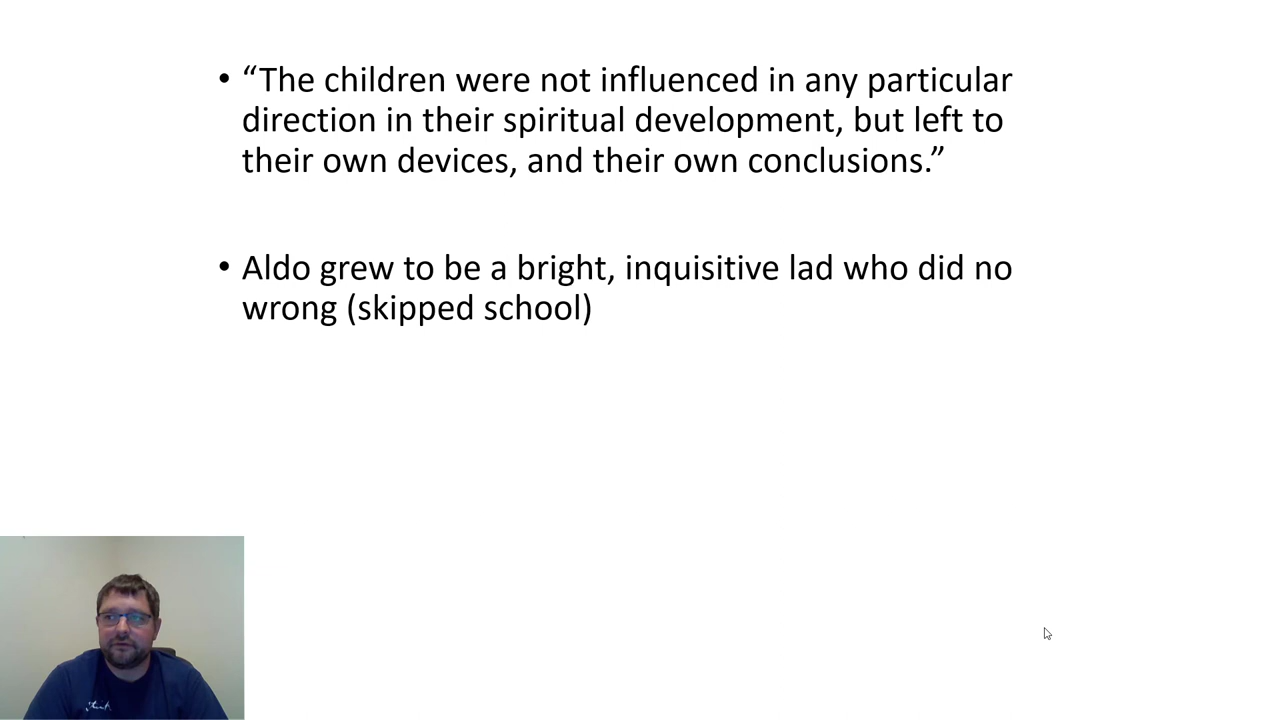 • “The children were not influenced in any particular
direction in their spiritual development, but left to
their own devices, and their own conclusions.”
• Aldo grew to be a bright, inquisitive lad who did no
wrong (skipped school)